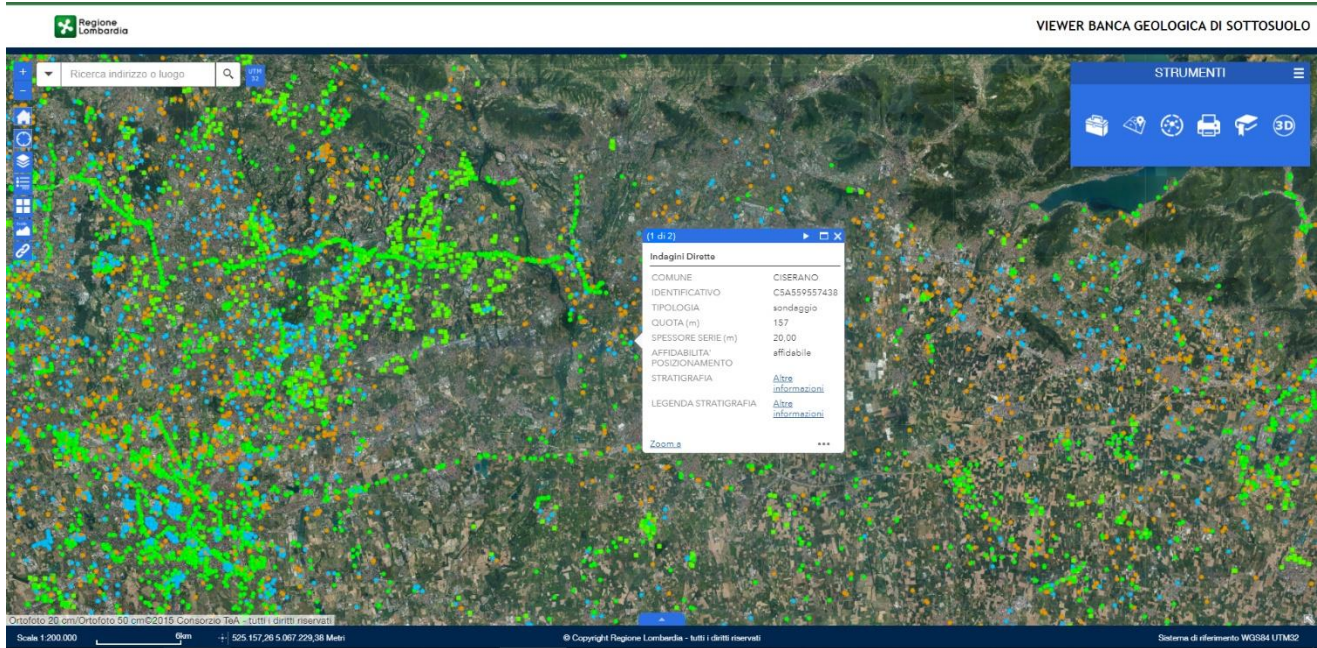 Regione
Lombardia
VIEWER BANCA GEOLOGICA DI SOTTOSUOLO
+
Ricerca indirizzo o luogo
UTM
32
-
STRUMENTI
3D
(1 di 2)
Indagini Dirette
COMUNE CISERANO
IDENTIFICATIVO C5A559557438
TIPOLOGIA sondaggio
QUOTA (m) 157
SPESSORE SERIE (m) 20,00
AFFIDABILITA' affidabile
POSIZIONAMENTO
STRATIGRAFIA Altre
informazioni
LEGENDA STRATIGRAFIA Altre
informazioni
Zoom a
Ortofoto 20 cm/Ortofoto 50 cm©2015 Consorzio TeA - tutti i diritti riservati
Scala 1:200.000 6km 525.157,26 5.067.229,38 Metri © Copyright Regione Lombardia - tutti i diritti riservati Sistema di riferimento WGS84 UTM32